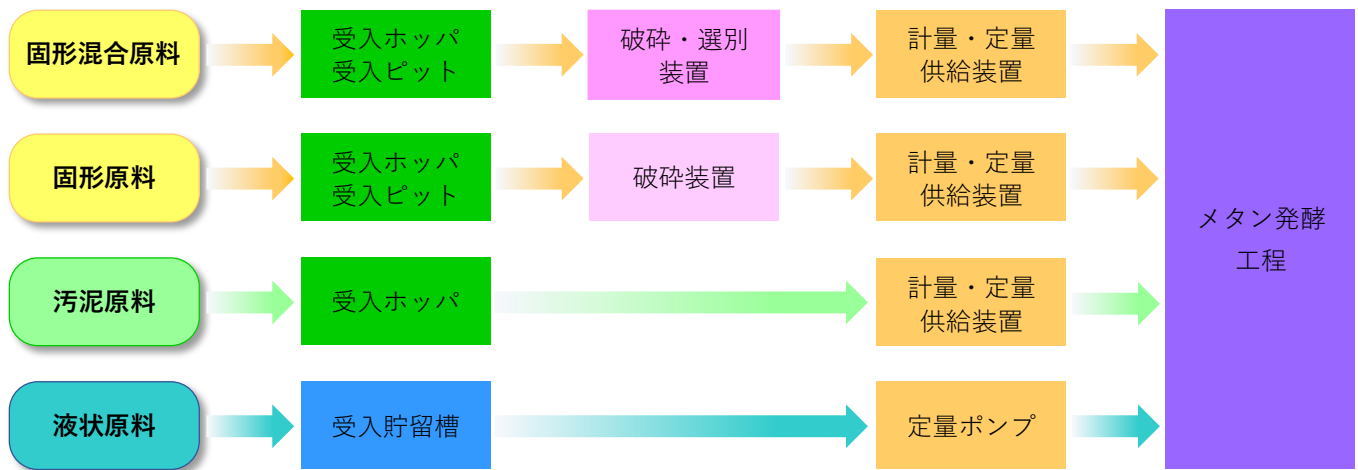 固形混合原料
受入ホッパ
受入ピット
破砕・選別
装置
計量・定量
供給装置
固形原料
受入ホッパ
受入ピット
破砕装置
計量・定量
供給装置
汚泥原料
受入ホッパ
計量・定量
供給装置
液状原料
受入貯留槽
定量ポンプ
メタン発酵
工程